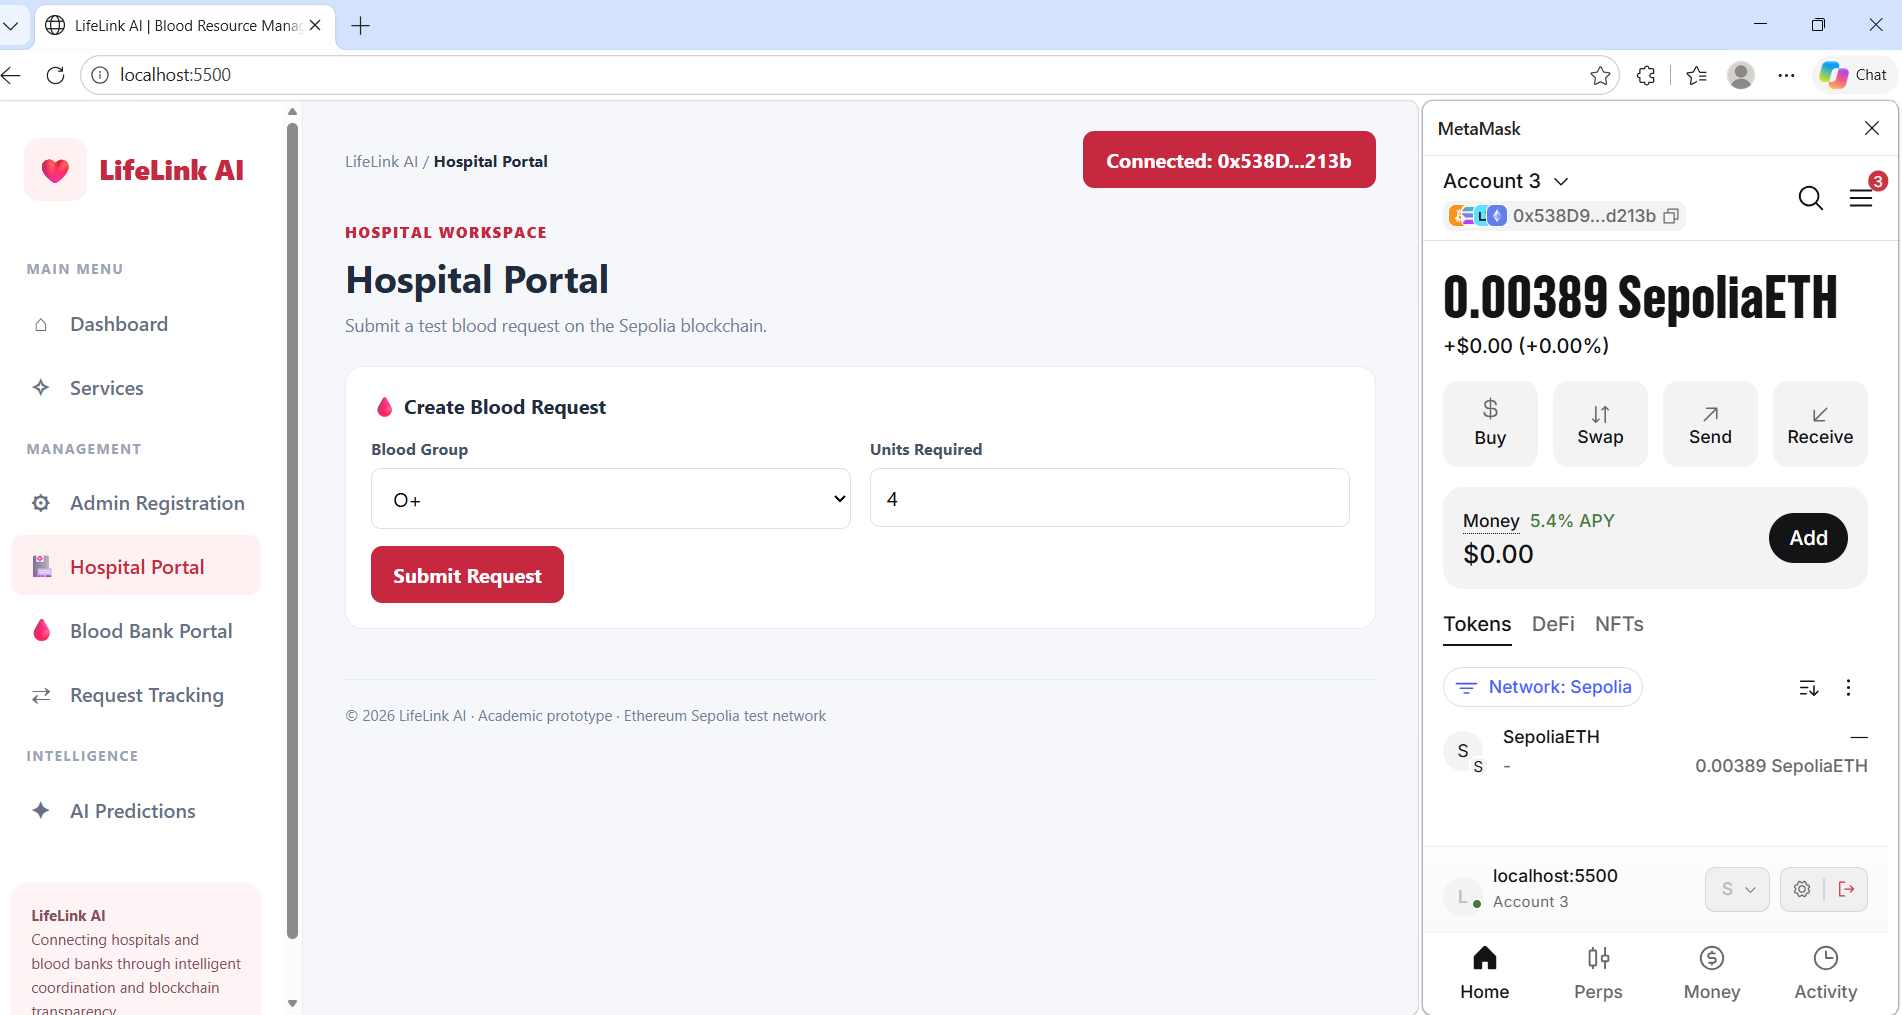 LifeLink AI | Blood Resource Mana
localhost:5500
Chat
LifeLink AI
MAIN MENU
Dashboard
Services
MANAGEMENT
Admin Registration
Hospital Portal
Blood Bank Portal
Request Tracking
INTELLIGENCE
AI Predictions
LifeLink AI
Connecting hospitals and
blood banks through intelligent
coordination and blockchain
transparency
LifeLink AI / Hospital Portal
Connected: 0x538D...213b
HOSPITAL WORKSPACE
Hospital Portal
Submit a test blood request on the Sepolia blockchain.
Create Blood Request
Blood Group
Units Required
O+
4
Submit Request
© 2026 LifeLink AI · Academic prototype · Ethereum Sepolia test network
MetaMask
Account 3
3
L
0x538D9...d213b
0.00389 SepoliaETH
+$0.00 (+0.00%)
Buy
Swap
Send
Receive
Money 5.4% APY
$0.00
Add
Tokens DeFi NFTs
Network: Sepolia
S
S
SepoliaETH
—
-
0.00389 SepoliaETH
L
localhost:5500
Account 3
S
Home
Perps
Money
Activity